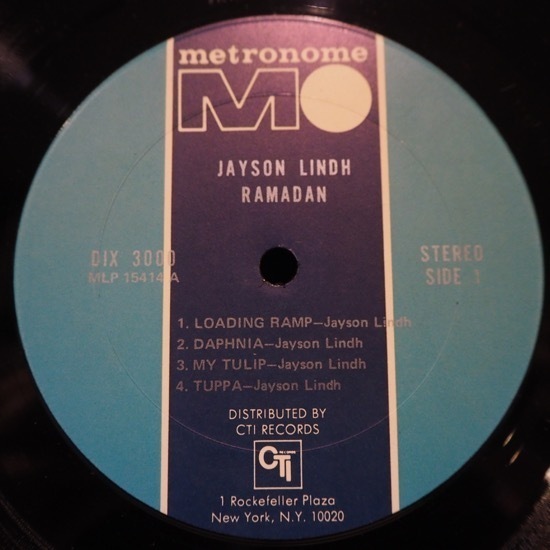 metronome
MO
JAYSON LINDH
RAMADAN
DIX 3000
MLP 15414 A
STEREO
SIDE 1
1. LOADING RAMP—Jayson Lindh
2. DAPHNIA—Jayson Lindh
3. MY TULIP—Jayson Lindh
4. TUPPA—Jayson Lindh
DISTRIBUTED BY
CTI RECORDS
CTI
1 Rockefeller Plaza
New York, N.Y. 10020